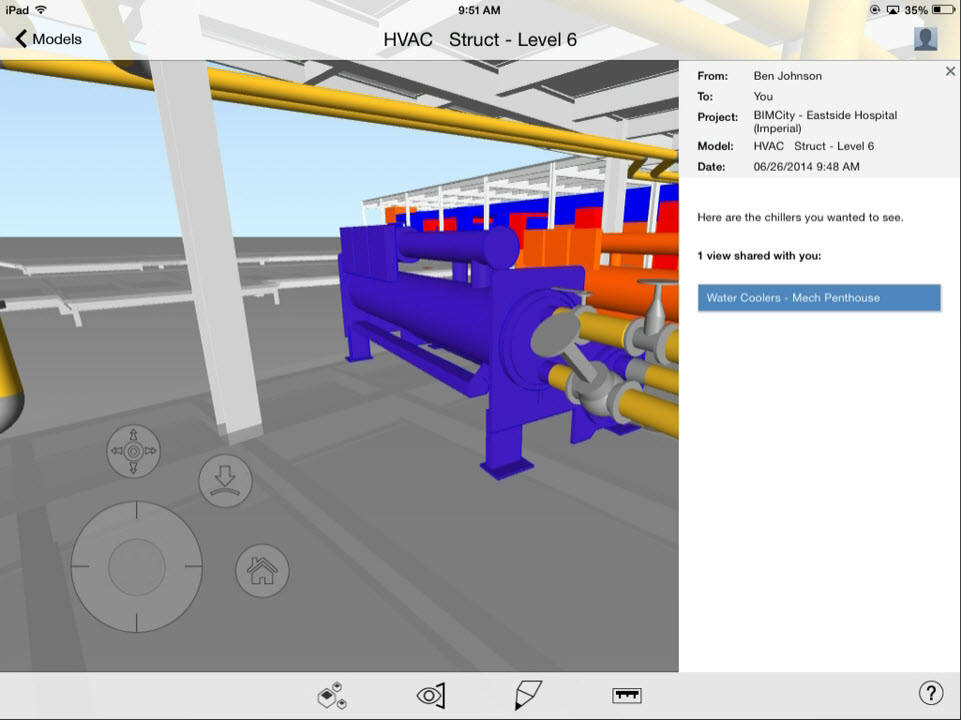 iPad 9:51 AM 35%
Models HVAC Struct - Level 6
From: Ben Johnson
To: You
Project: BIMCity - Eastside Hospital
(Imperial)
Model: HVAC Struct - Level 6
Date: 06/26/2014 9:48 AM
Here are the chillers you wanted to see.
1 view shared with you:
Water Coolers - Mech Penthouse
?